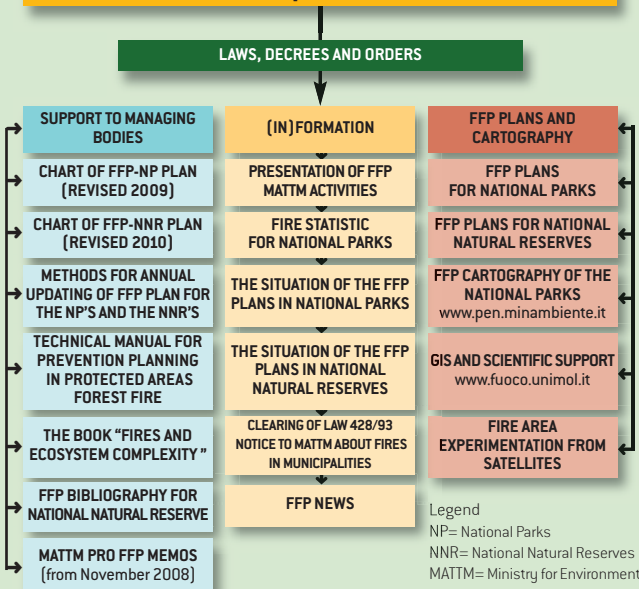 LAWS, DECREES AND ORDERS
SUPPORT TO MANAGING
BODIES
CHART OF FFP-NP PLAN
(REVISED 2009)
CHART OF FFP-NNR PLAN
(REVISED 2010)
METHODS FOR ANNUAL
UPDATING OF FFP PLAN FOR
THE NP'S AND THE NNR'S
TECHNICAL MANUAL FOR
PREVENTION PLANNING
IN PROTECTED AREAS
FOREST FIRE
THE BOOK “FIRES AND
ECOSYSTEM COMPLEXITY ”
FFP BIBLIOGRAPHY FOR
NATIONAL NATURAL RESERVE
MATTM PRO FFP MEMOS
(from November 2008)
(IN)FORMATION
PRESENTATION OF FFP
MATTM ACTIVITIES
FIRE STATISTIC
FOR NATIONAL PARKS
THE SITUATION OF THE FFP
PLANS IN NATIONAL PARKS
THE SITUATION OF THE FFP
PLANS IN NATIONAL
NATURAL RESERVES
CLEARING OF LAW 428/93
NOTICE TO MATTM ABOUT FIRES
IN MUNICIPALITIES
FFP NEWS
FFP PLANS AND
CARTOGRAPHY
FFP PLANS
FOR NATIONAL PARKS
FFP PLANS FOR NATIONAL
NATURAL RESERVES
FFP CARTOGRAPHY OF THE
NATIONAL PARKS
www.pen.minambiente.it
GIS AND SCIENTIFIC SUPPORT
www.fuoco.unimol.it
FIRE AREA
EXPERIMENTATION FROM
SATELLITES
Legend
NP= National Parks
NNR= National Natural Reserves
MATTM= Ministry for Environment